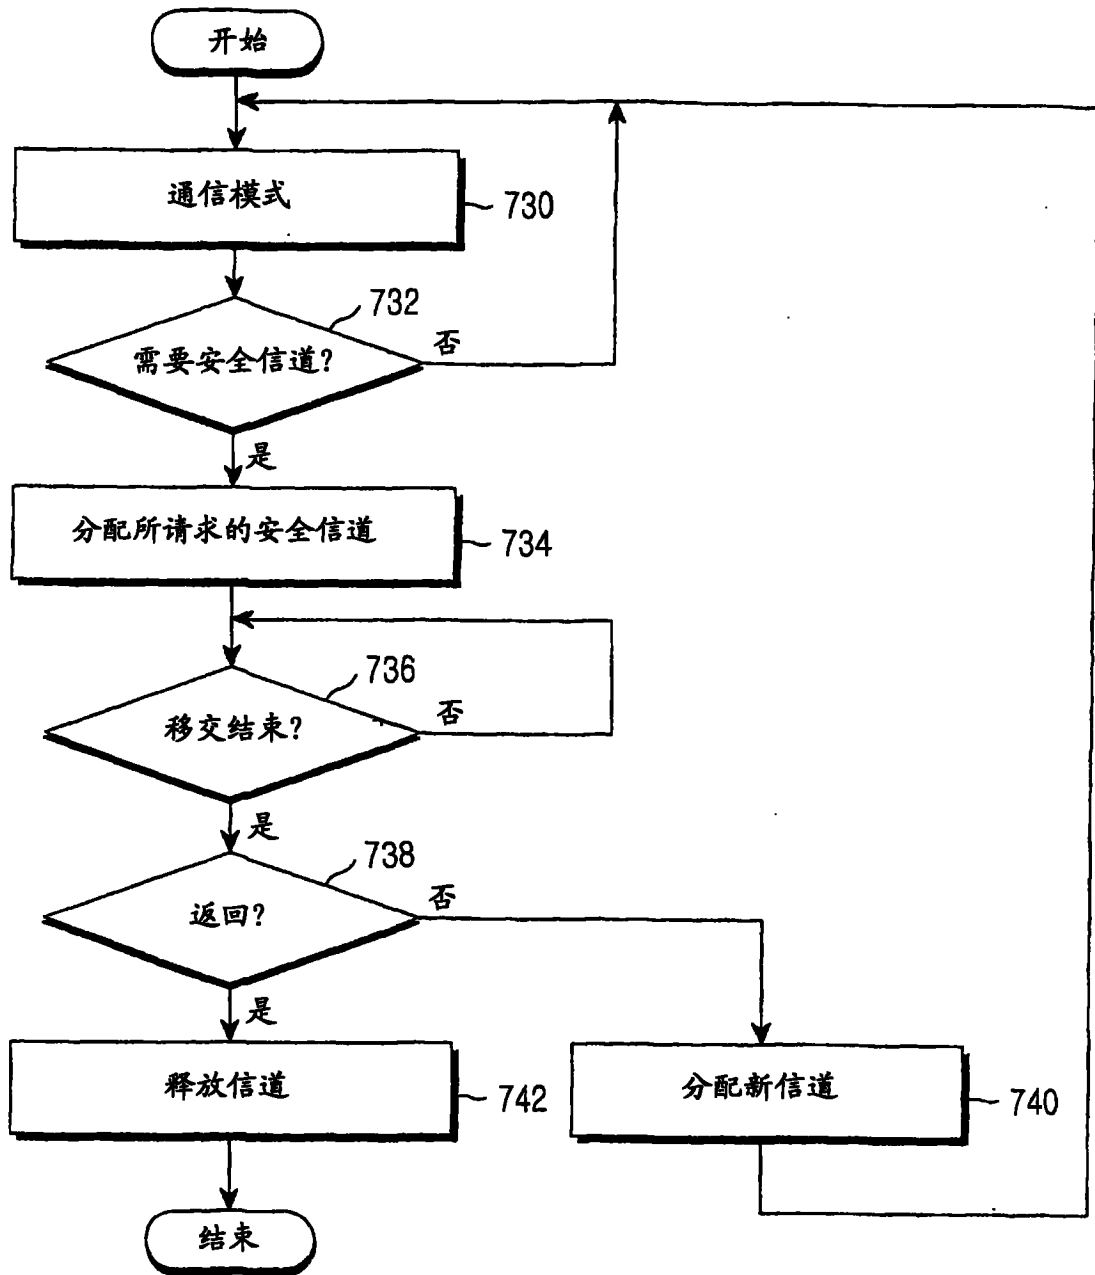 开始
通信模式
730
732
需要安全信道?
否
是
分配所请求的安全信道
734
736
移交结束?
否
是
738
返回?
否
是
释放信道
742
分配新信道
740
结束